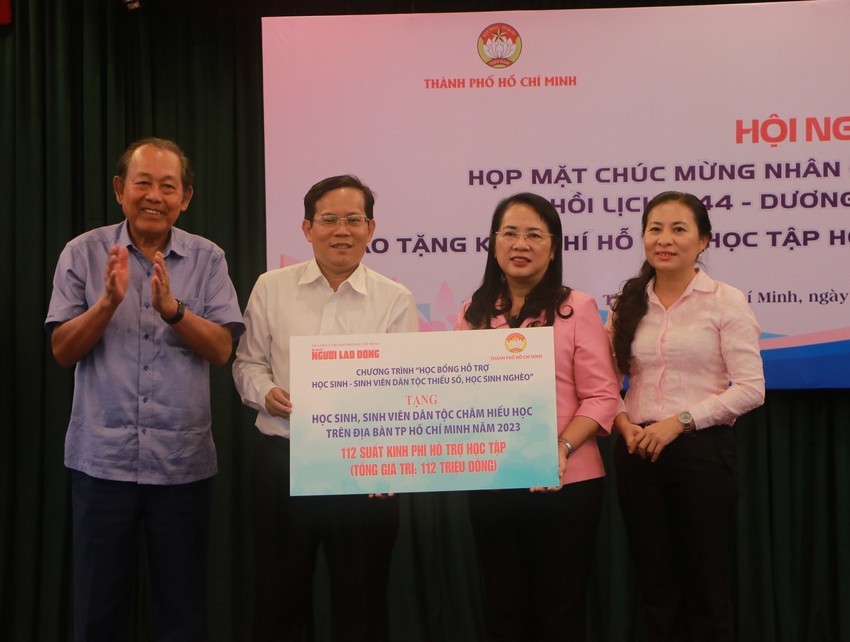 THÀNH PHỐ HỒ CHÍ MINH
HỘI NG
HỌP MẶT CHÚC MỪNG NHÂN
HỒI LỊCH 44 - DƯƠNG
AO TẶNG K HÍ HỖ HỌC TẬP HO
hí Minh, ngày
NGƯỜI LAO ĐỘNG
THÀNH PHỐ HỒ CHÍ MINH
CHƯƠNG TRÌNH "HỌC BỔNG HỖ TRỢ
HỌC SINH - SINH VIÊN DÂN TỘC THIỂU SỐ, HỌC SINH NGHÈO"
TẶNG
HỌC SINH, SINH VIÊN DÂN TỘC CHĂM HIẾU HỌC
TRÊN ĐỊA BÀN TP HỒ CHÍ MINH NĂM 2023
112 SUẤT KINH PHÍ HỖ TRỢ HỌC TẬP
(TỔNG GIÁ TRỊ: 112 TRIỆU ĐỒNG)